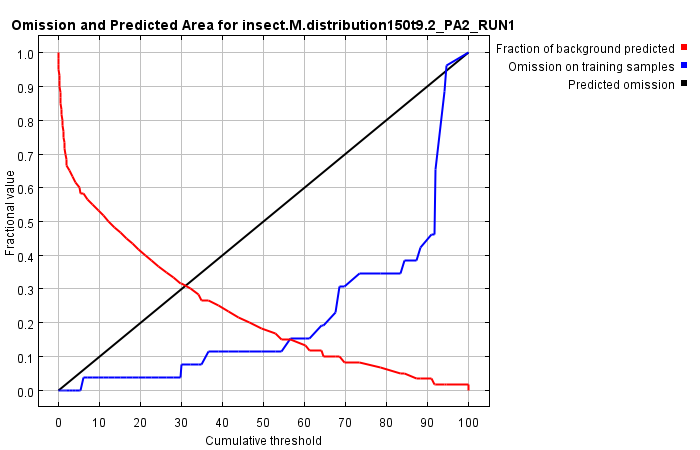 Omission and Predicted Area for insect.M.distribution150t9.2_PA2_RUN1
Fraction of background predicted
Omission on training samples
Predicted omission
1.0
0.9
0.8
0.7
0.6
0.5
0.4
0.3
0.2
0.1
0.0
Fractional value
0 10 20 30 40 50 60 70 80 90 100
Cumulative threshold